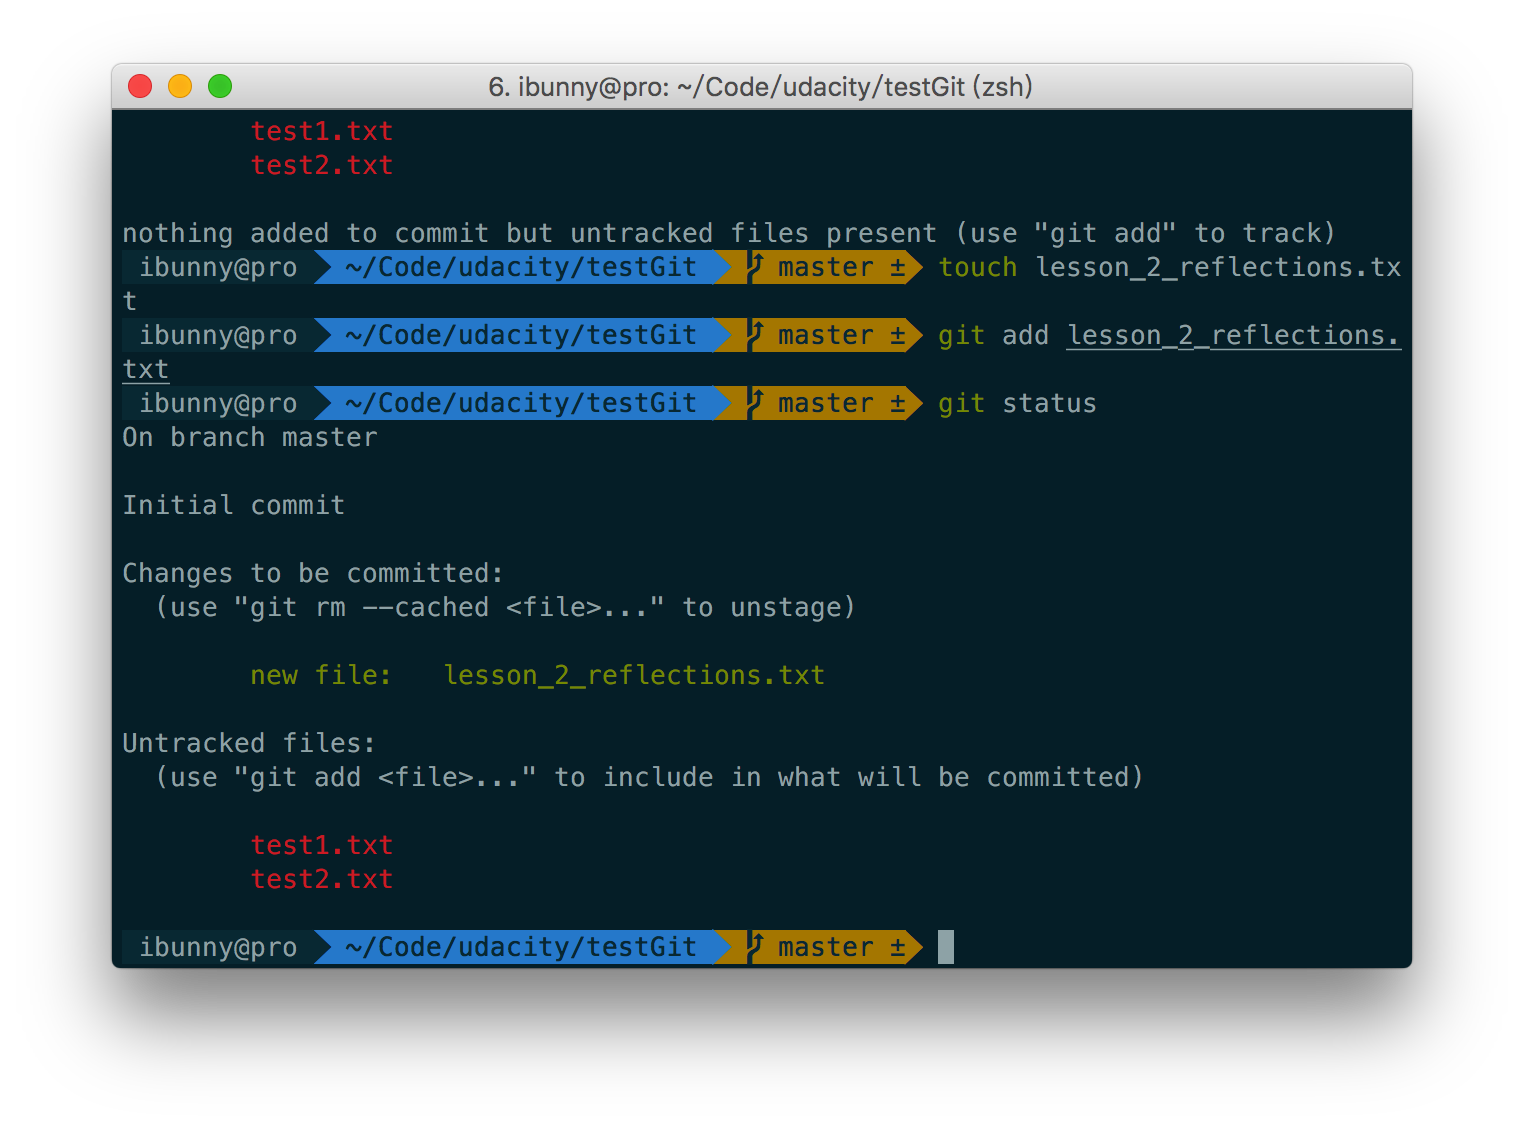 6. ibunny@pro: ~/Code/udacity/testGit (zsh)
test1.txt
test2.txt
nothing added to commit but untracked files present (use "git add" to track)
ibunny@pro ~/Code/udacity/testGit master ± touch lesson_2_reflections.tx
t
ibunny@pro ~/Code/udacity/testGit master ± git add lesson_2_reflections.
txt
ibunny@pro ~/Code/udacity/testGit master ± git status
On branch master
Initial commit
Changes to be committed:
(use "git rm --cached <file>..." to unstage)
new file: lesson_2_reflections.txt
Untracked files:
(use "git add <file>..." to include in what will be committed)
test1.txt
test2.txt
ibunny@pro ~/Code/udacity/testGit master ±